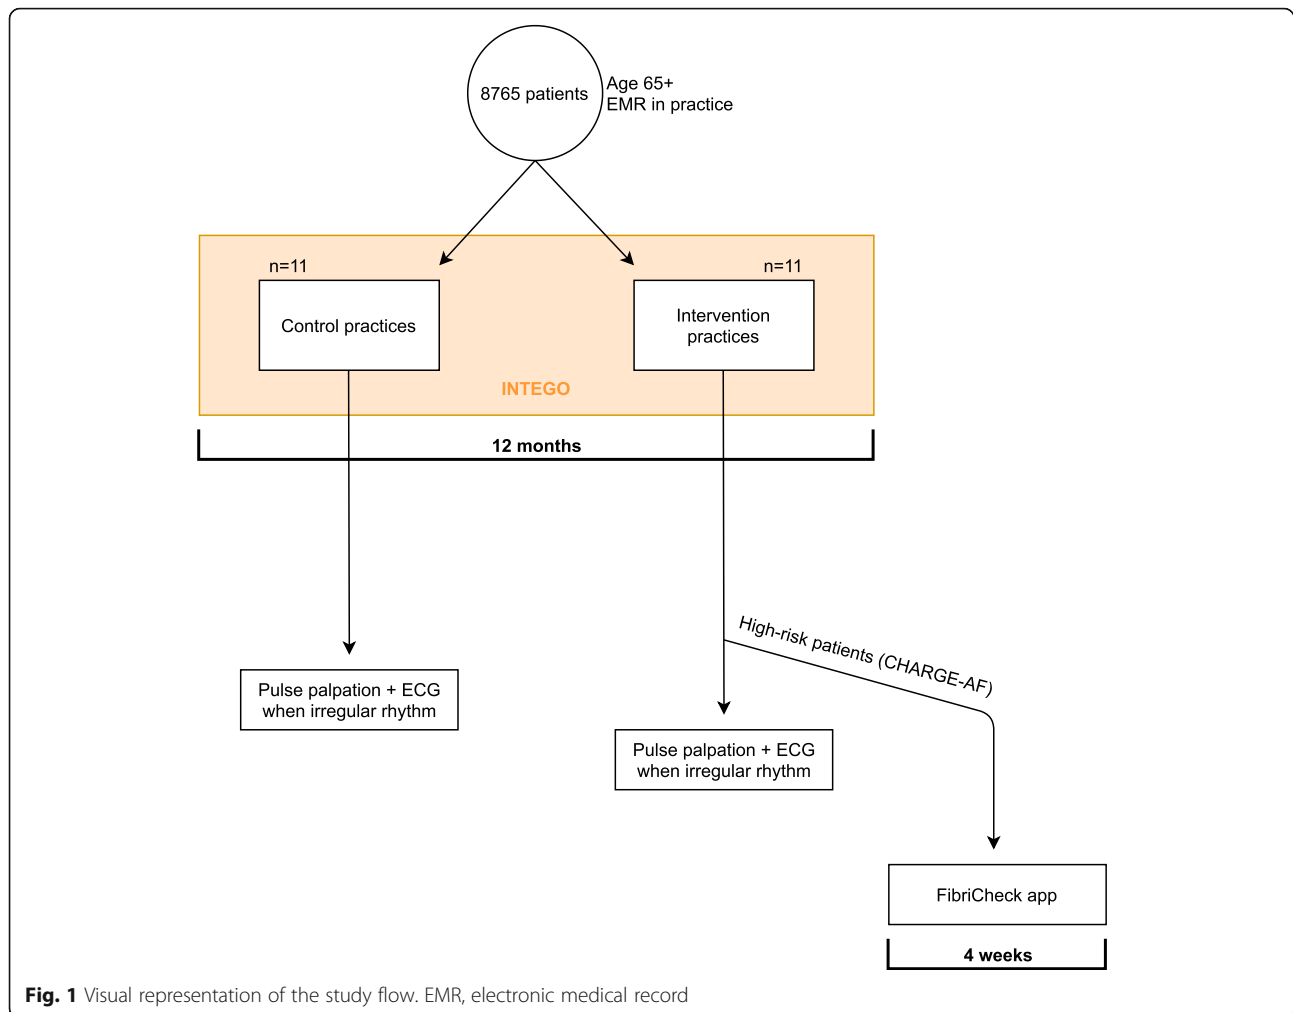 8765 patients
Age 65+
EMR in practice
n=11
n=11
Control practices
Intervention
practices
INTEGO
12 months
High-risk patients (CHARGE-AF)
Pulse palpation + ECG
when irregular rhythm
Pulse palpation + ECG
when irregular rhythm
FibriCheck app
4 weeks
Fig. 1 Visual representation of the study flow. EMR, electronic medical record